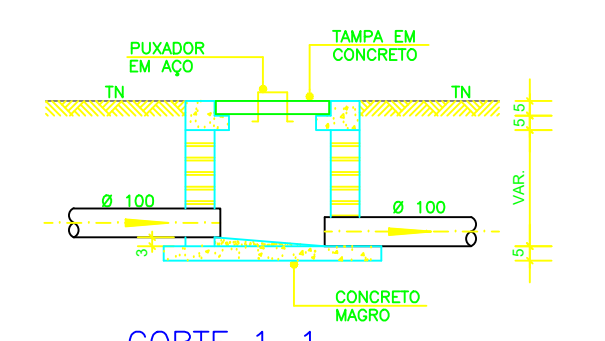 TAMPA EM
CONCRETO
PUXADOR
EM AÇO
TN
TN
5
5
VAR.
Ø 100
Ø 100
3
5
CONCRETO
MAGRO
CORTE 1 1